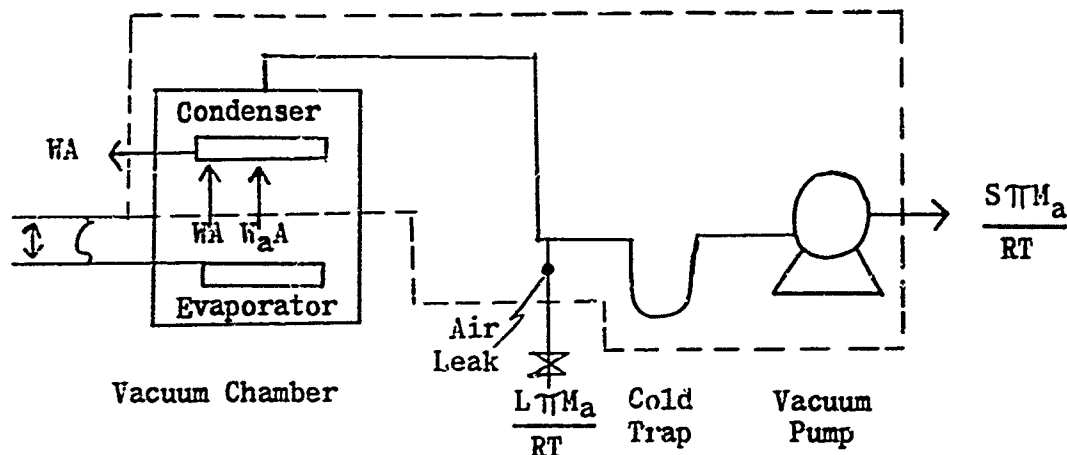 Condenser
WA
WA WaA
Evaporator
Air
Leak
Vacuum Chamber
LπMa
RT
Cold
Trap
Vacuum
Pump
SπMa
RT